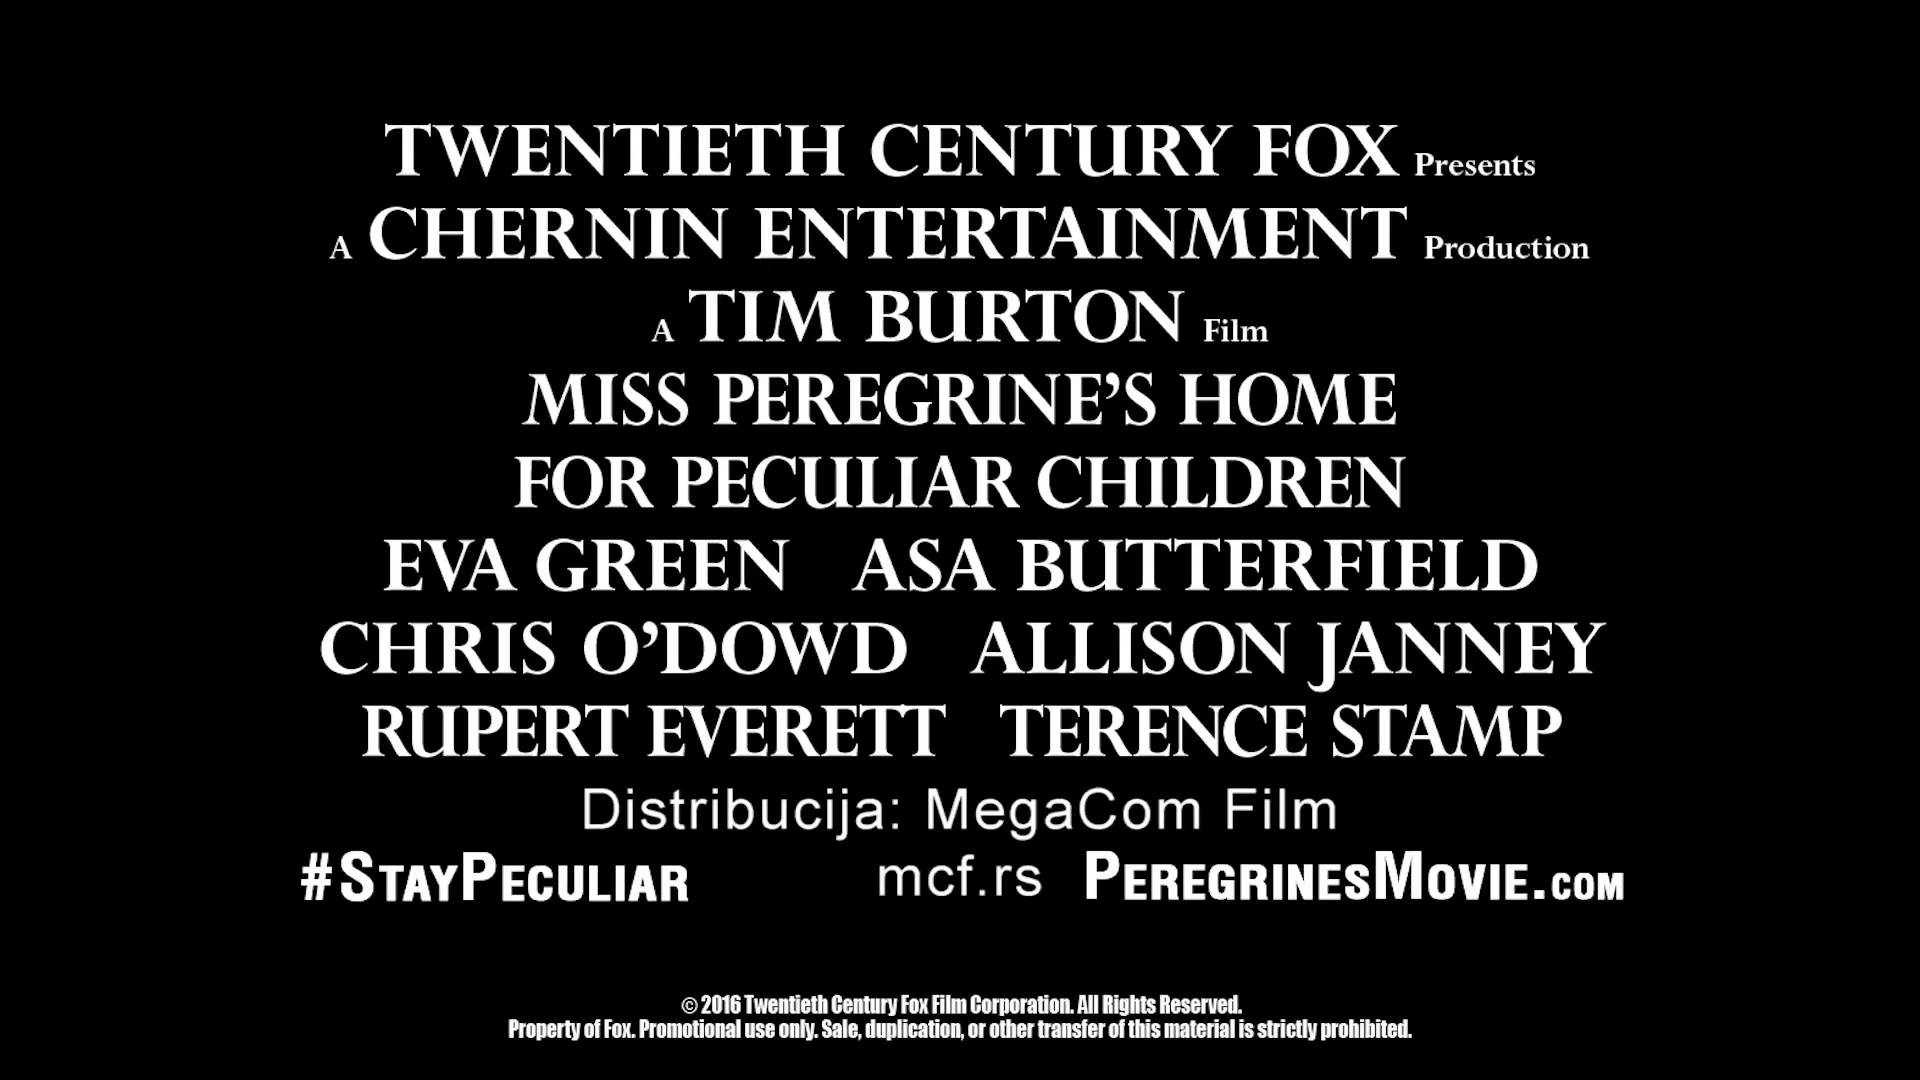 TWENTIETH CENTURY FOX Presents
A CHERNIN ENTERTAINMENT Production
A TIM BURTON Film
MISS PEREGRINE’S HOME
FOR PECULIAR CHILDREN
EVA GREEN ASA BUTTERFIELD
CHRIS O’DOWD ALLISON JANNEY
RUPERT EVERETT TERENCE STAMP
Distribucija: MegaCom Film
#STAYPECULIAR mcf.rs PEREGRINESMOVIE.COM
© 2016 Twentieth Century Fox Film Corporation. All Rights Reserved.
Property of Fox. Promotional use only. Sale, duplication, or other transfer of this material is strictly prohibited.